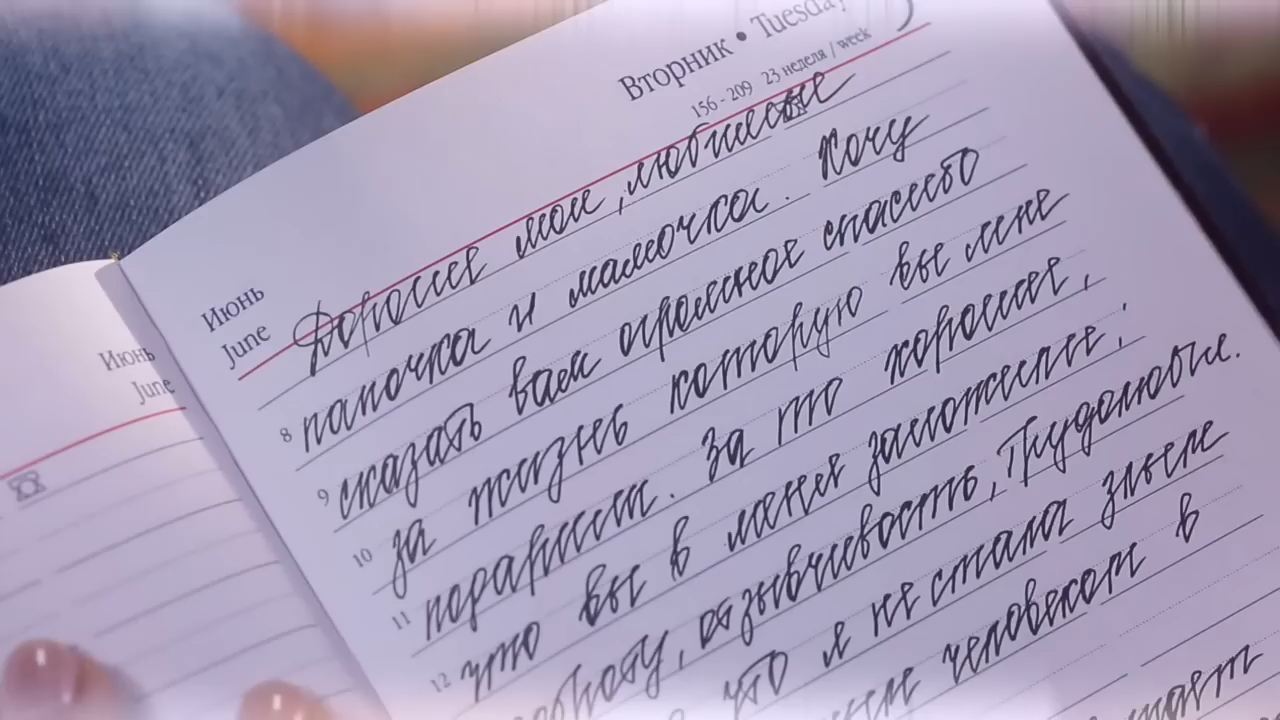 Вторник • Tuesday
156 - 209 23 неделя / week
Июнь
June
Июнь
June
Дорогие мои, любимые
8 папочка и мамочка. Хочу
9 сказать вам огромное спасибо
10 за жизнь которую вы мне
11 подарили. За то хорошее,
12 что вы в меня заложили,
отзывчивость, трудолюбие.
что я не стала злым
человеком в